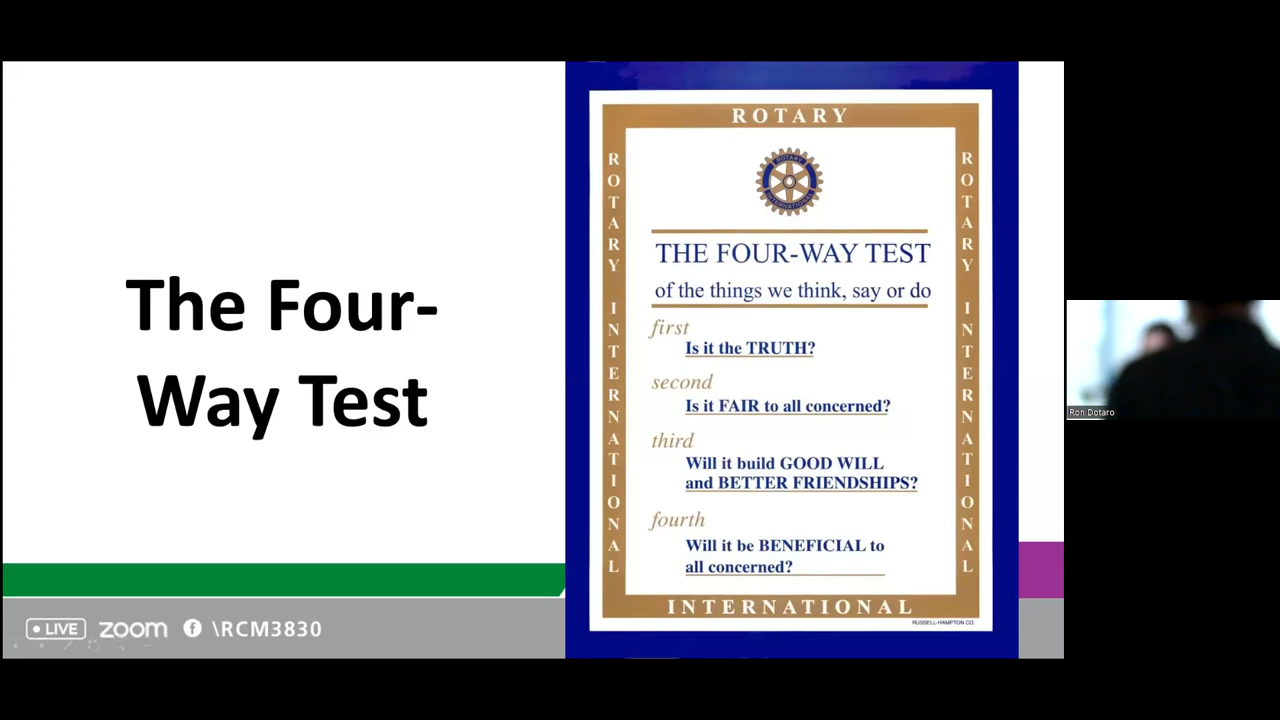 The Four-
Way Test
LIVE zoom \RCM3830
ROTARY
ROTARY INTERNATIONAL
ROTARY INTERNATIONAL
ROTARY
INTERNATIONAL
THE FOUR-WAY TEST
of the things we think, say or do
first
Is it the TRUTH?
second
Is it FAIR to all concerned?
third
Will it build GOOD WILL
and BETTER FRIENDSHIPS?
fourth
Will it be BENEFICIAL to
all concerned?
INTERNATIONAL
RUSSELL-HAMPTON CO.
Ron Dotaro